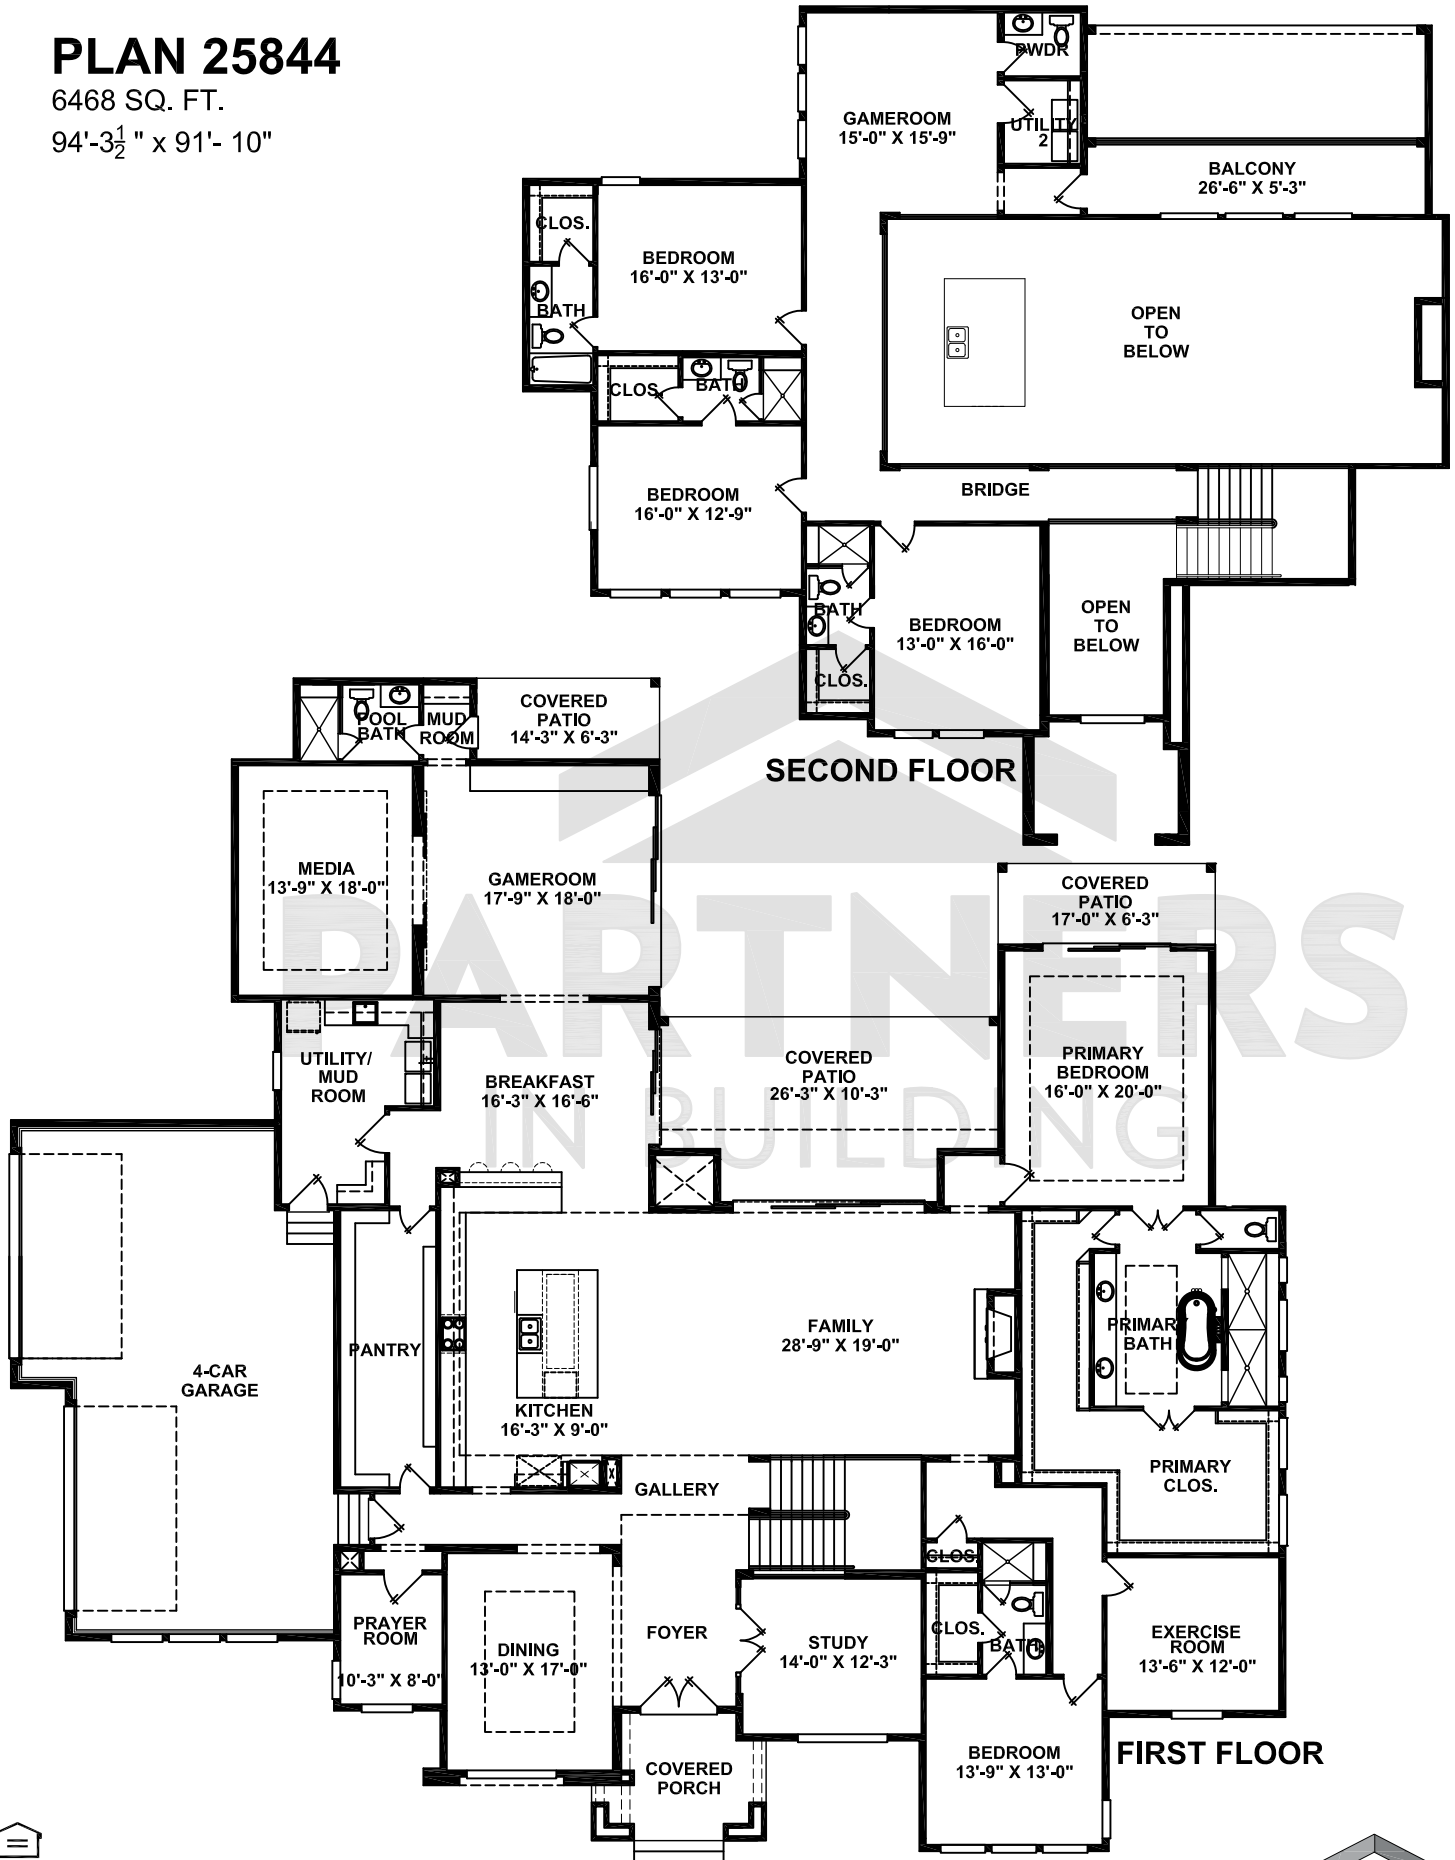 PLAN 25844
6468 SQ. FT.
94'-3½" x 91'- 10"
PWDR
GAMEROOM
15'-0" X 15'-9"
UTILITY
2
BALCONY
26'-6" X 5'-3"
CLOS.
BEDROOM
16'-0" X 13'-0"
BATH
OPEN
TO
BELOW
CLOS.
BATH
BEDROOM
16'-0" X 12'-9"
BRIDGE
BATH
BEDROOM
13'-0" X 16'-0"
OPEN
TO
BELOW
CLOS.
SECOND FLOOR
POOL
BATH
MUD
ROOM
COVERED
PATIO
14'-3" X 6'-3"
MEDIA
13'-9" X 18'-0"
GAMEROOM
17'-9" X 18'-0"
COVERED
PATIO
17'-0" X 6'-3"
PARTNERS
IN BUILDING
UTILITY/
MUD
ROOM
BREAKFAST
16'-3" X 16'-6"
COVERED
PATIO
26'-3" X 10'-3"
PRIMARY
BEDROOM
16'-0" X 20'-0"
4-CAR
GARAGE
PANTRY
FAMILY
28'-9" X 19'-0"
PRIMARY
BATH
KITCHEN
16'-3" X 9'-0"
GALLERY
PRIMARY
CLOS.
CLOS.
PRAYER
ROOM
10'-3" X 8'-0"
DINING
13'-0" X 17'-0"
FOYER
STUDY
14'-0" X 12'-3"
CLOS.
BATH
EXERCISE
ROOM
13'-6" X 12'-0"
COVERED
PORCH
BEDROOM
13'-9" X 13'-0"
FIRST FLOOR